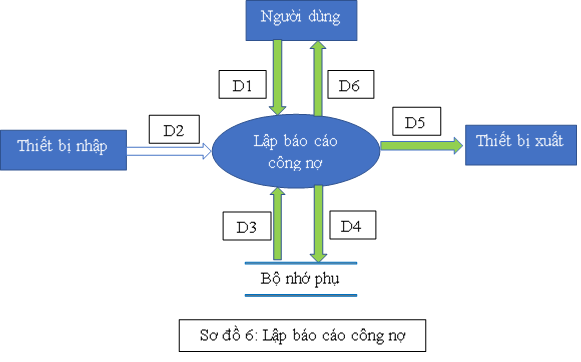 Người dùng
D1
D6
D2
D5
Thiết bị nhập
Lập báo cáo
công nợ
Thiết bị xuất
D3
D4
Bộ nhớ phụ
Sơ đồ 6: Lập báo cáo công nợ